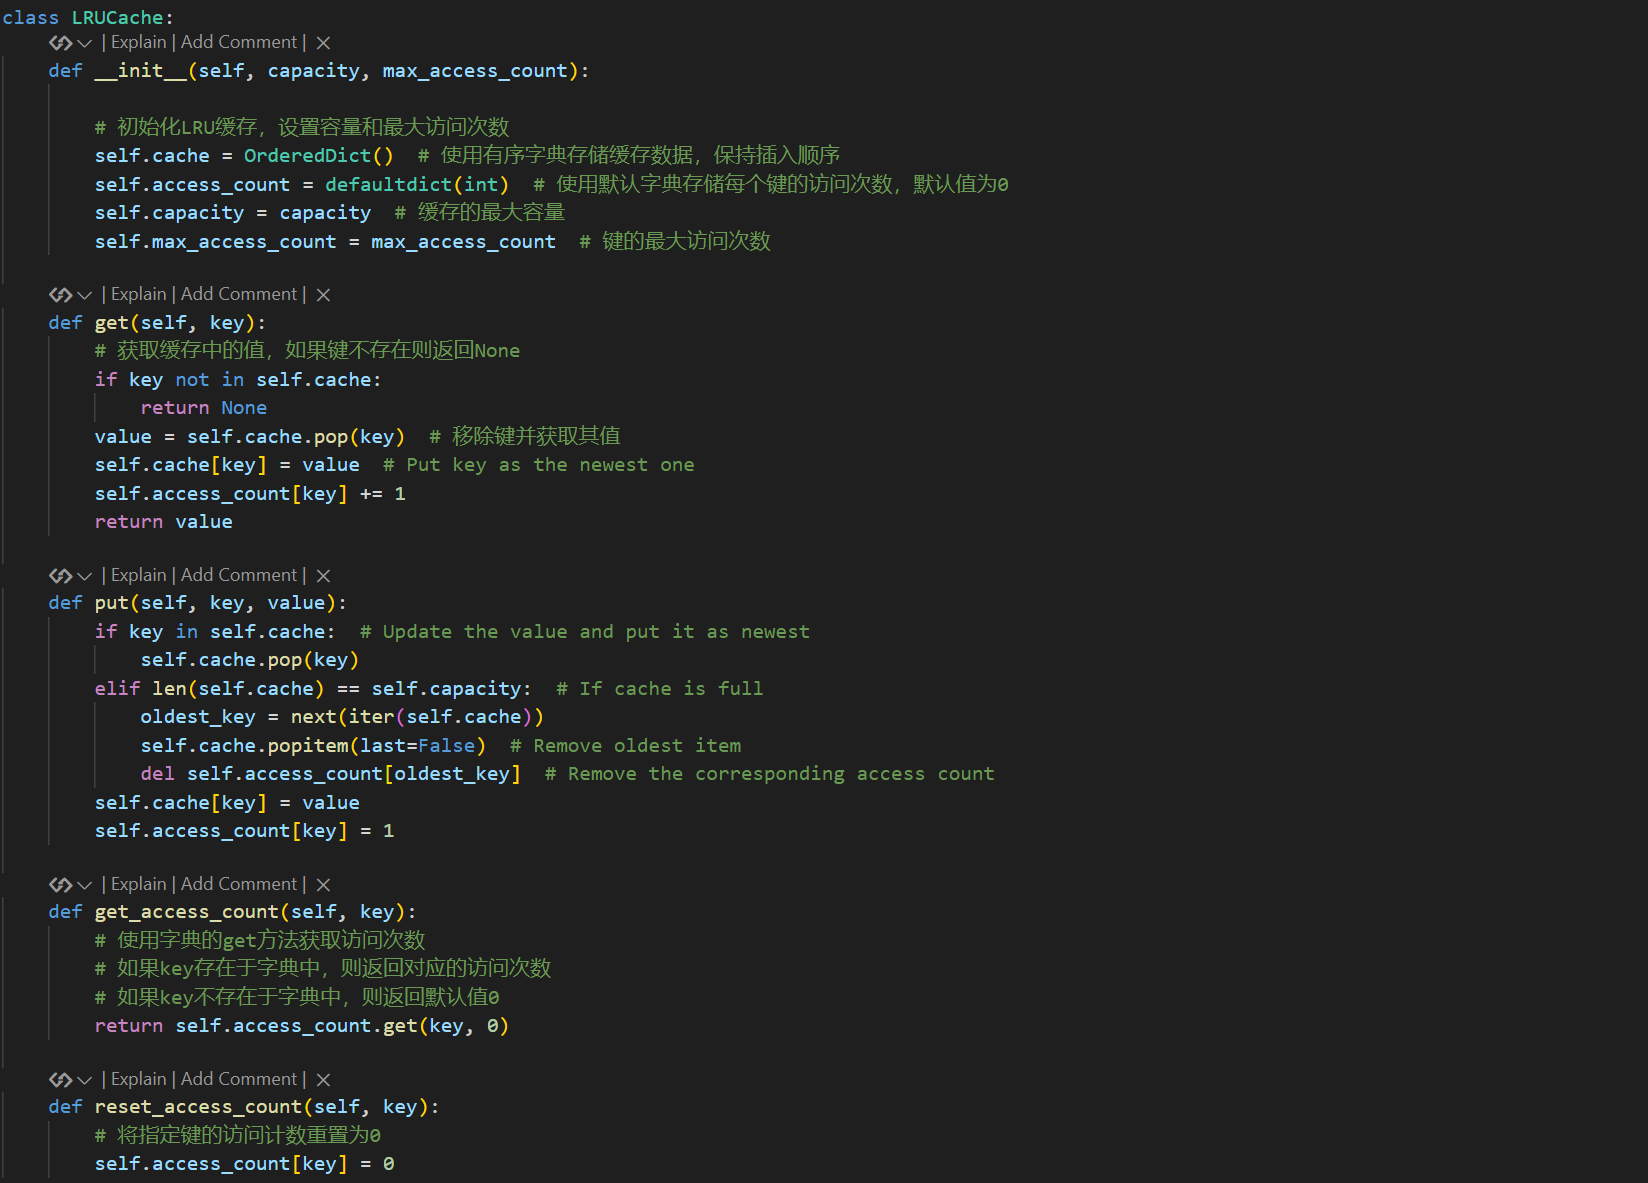 class LRUCache:
| Explain | Add Comment | ×
def __init__(self, capacity, max_access_count):
# 初始化LRU缓存，设置容量和最大访问次数
self.cache = OrderedDict()  # 使用有序字典存储缓存数据，保持插入顺序
self.access_count = defaultdict(int)  # 使用默认字典存储每个键的访问次数，默认值为0
self.capacity = capacity  # 缓存的最大容量
self.max_access_count = max_access_count  # 键的最大访问次数
| Explain | Add Comment | ×
def get(self, key):
# 获取缓存中的值，如果键不存在则返回None
if key not in self.cache:
return None
value = self.cache.pop(key)  # 移除键并获取其值
self.cache[key] = value  # Put key as the newest one
self.access_count[key] += 1
return value
| Explain | Add Comment | ×
def put(self, key, value):
if key in self.cache:  # Update the value and put it as newest
self.cache.pop(key)
elif len(self.cache) == self.capacity:  # If cache is full
oldest_key = next(iter(self.cache))
self.cache.popitem(last=False)  # Remove oldest item
del self.access_count[oldest_key]  # Remove the corresponding access count
self.cache[key] = value
self.access_count[key] = 1
| Explain | Add Comment | ×
def get_access_count(self, key):
# 使用字典的get方法获取访问次数
# 如果key存在于字典中，则返回对应的访问次数
# 如果key不存在于字典中，则返回默认值0
return self.access_count.get(key, 0)
| Explain | Add Comment | ×
def reset_access_count(self, key):
# 将指定键的访问计数重置为0
self.access_count[key] = 0